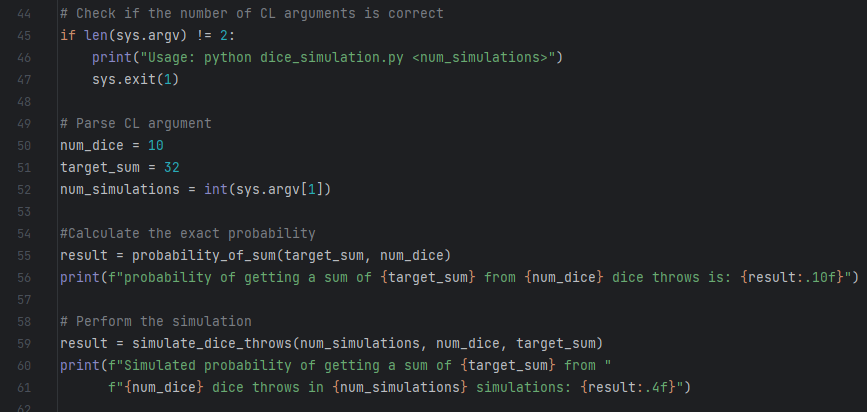 44 # Check if the number of CL arguments is correct
45 if len(sys.argv) != 2:
46     print("Usage: python dice_simulation.py <num_simulations>")
47     sys.exit(1)
48
49 # Parse CL argument
50 num_dice = 10
51 target_sum = 32
52 num_simulations = int(sys.argv[1])
53
54 #Calculate the exact probability
55 result = probability_of_sum(target_sum, num_dice)
56 print(f"probability of getting a sum of {target_sum} from {num_dice} dice throws is: {result:.10f}")
57
58 # Perform the simulation
59 result = simulate_dice_throws(num_simulations, num_dice, target_sum)
60 print(f"Simulated probability of getting a sum of {target_sum} from "
61       f"{num_dice} dice throws in {num_simulations} simulations: {result:.4f}")
62